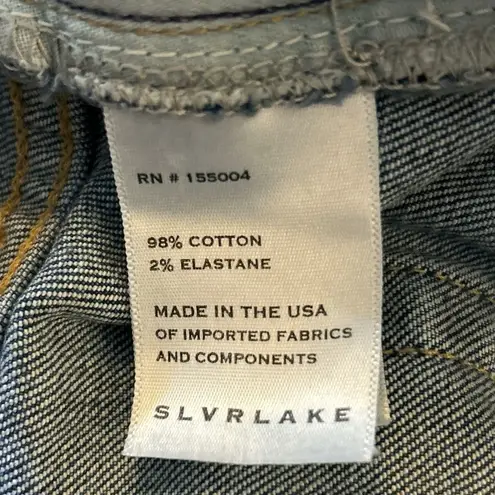 RN # 155004
98% COTTON
2% ELASTANE
MADE IN THE USA
OF IMPORTED FABRICS
AND COMPONENTS
SLVRLAKE